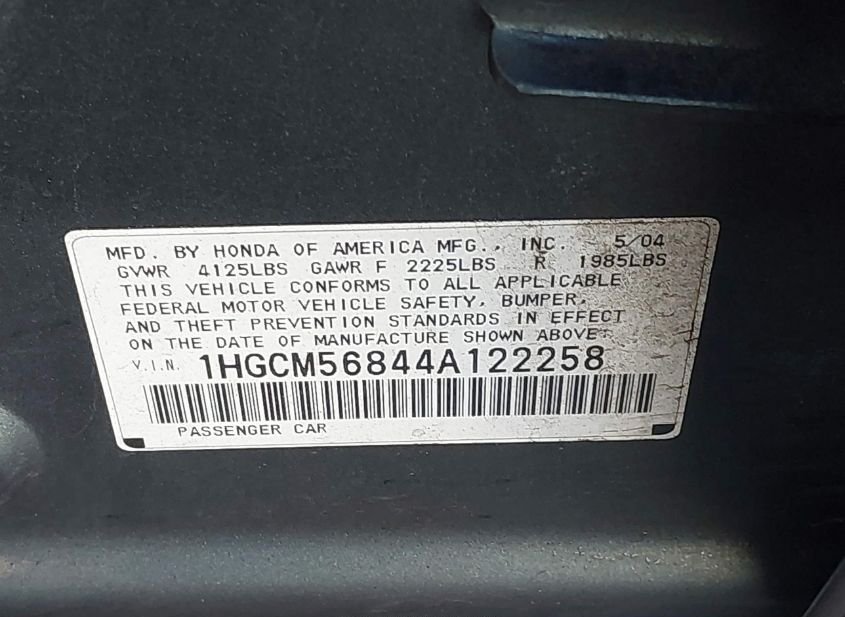 MFD. BY HONDA OF AMERICA MFG., INC. 5/04
GVWR 4125LBS GAWR F 2225LBS R 1985LBS
THIS VEHICLE CONFORMS TO ALL APPLICABLE
FEDERAL MOTOR VEHICLE SAFETY, BUMPER,
AND THEFT PREVENTION STANDARDS IN EFFECT
ON THE DATE OF MANUFACTURE SHOWN ABOVE.
V.I.N. 1HGCM56844A122258
PASSENGER CAR